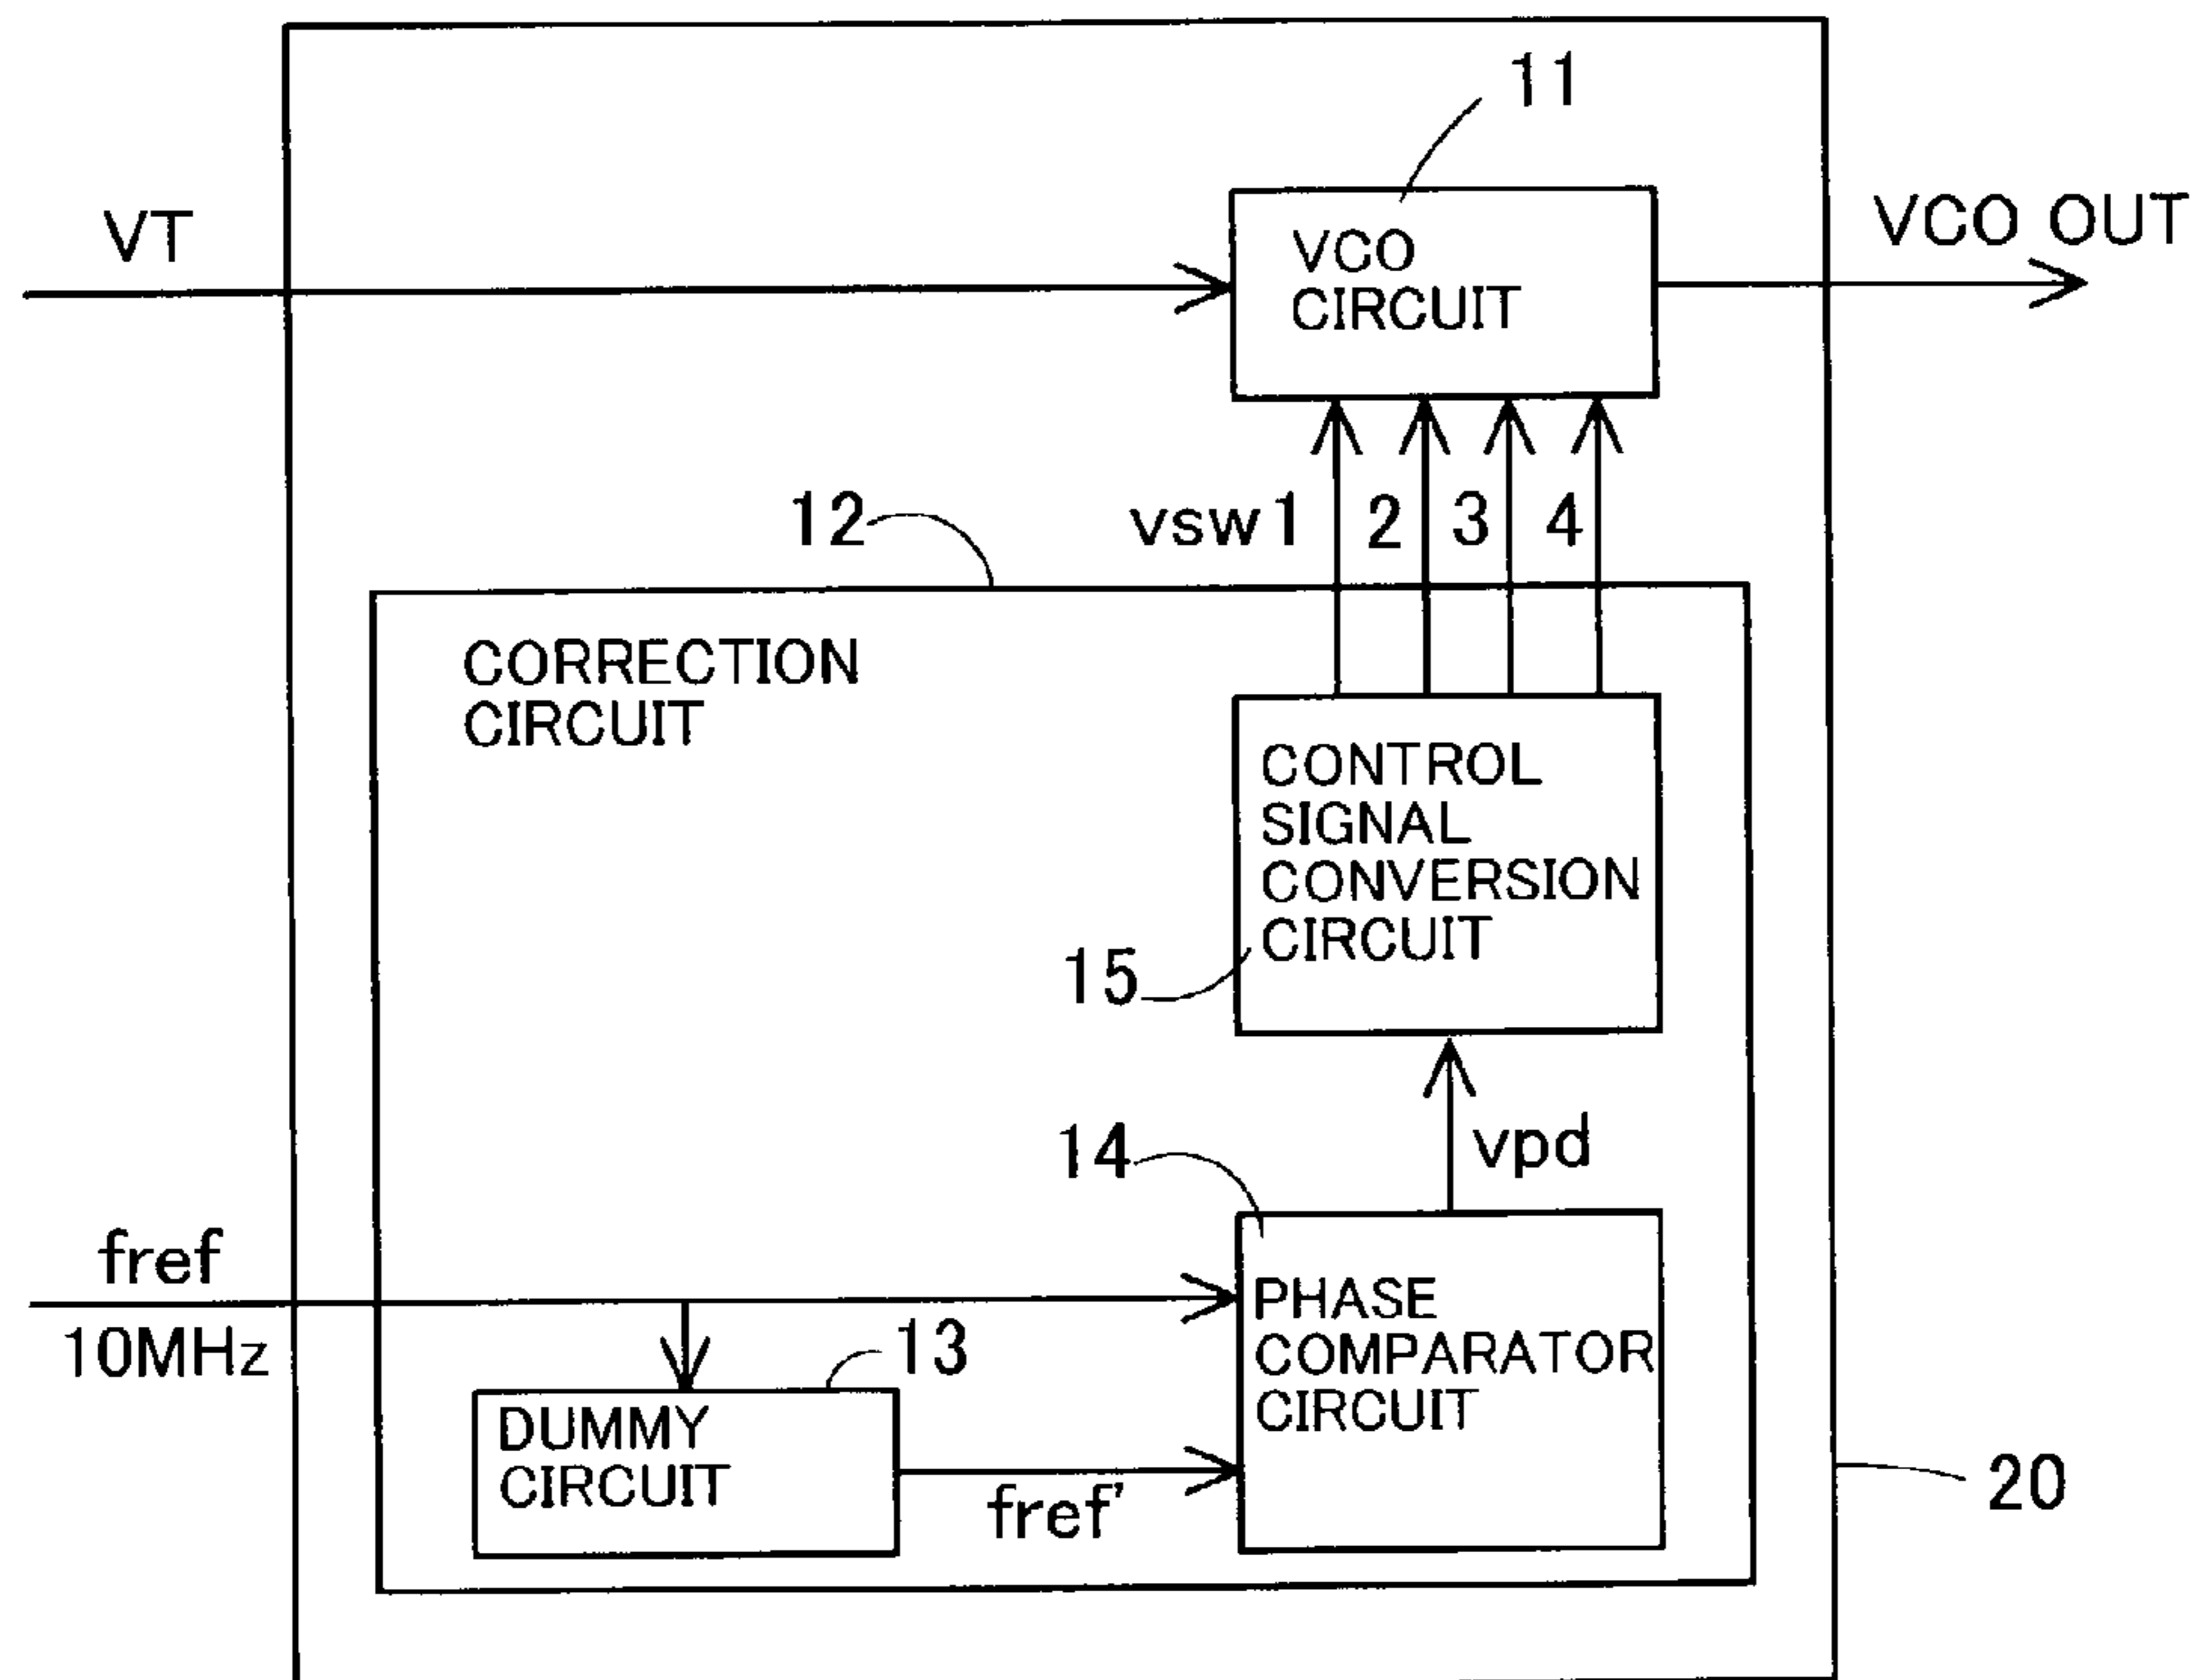 11
VT
VCO
CIRCUIT
VCO OUT
12
vsw1 2 3 4
CORRECTION
CIRCUIT
CONTROL
SIGNAL
CONVERSION
CIRCUIT
15
14
vpd
fref
10MHz
13
PHASE
COMPARATOR
CIRCUIT
DUMMY
CIRCUIT
fref'
20